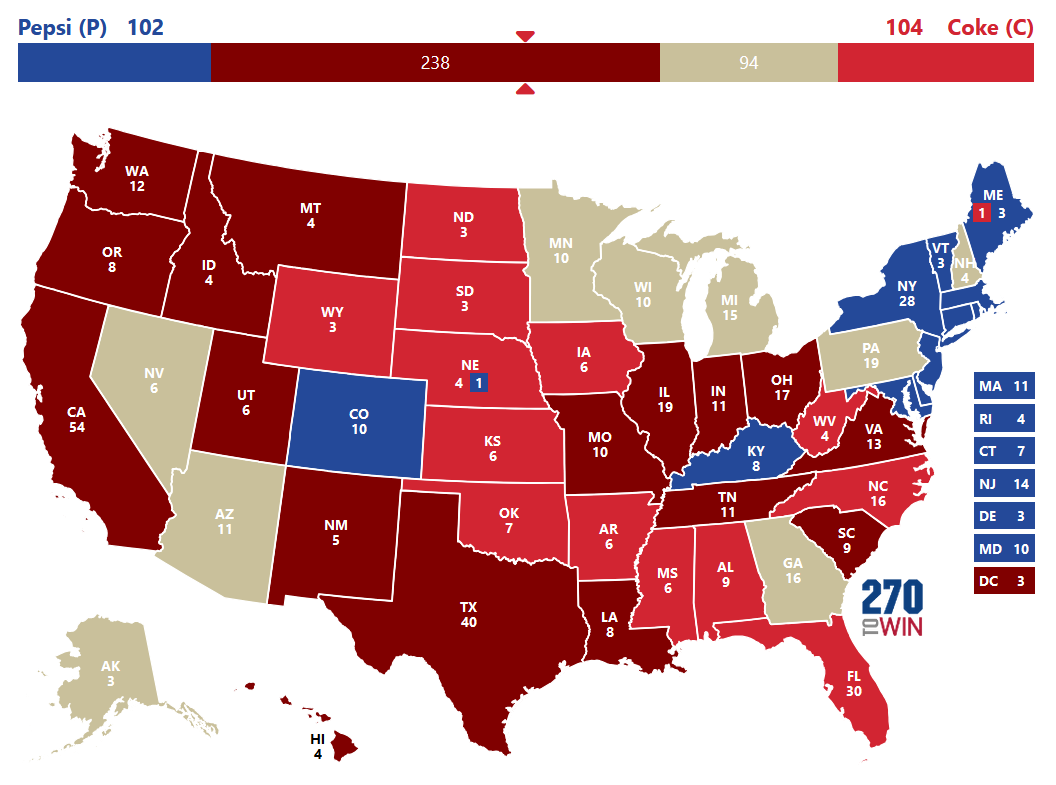 Pepsi (P) 102
104 Coke (C)
238
94
WA
12
OR
8
CA
54
NV
6
ID
4
MT
4
WY
3
UT
6
CO
10
AZ
11
NM
5
ND
3
SD
3
NE
4 1
KS
6
OK
7
TX
40
MN
10
IA
6
MO
10
AR
6
LA
8
WI
10
IL
19
MI
15
IN
11
OH
17
KY
8
TN
11
MS
6
AL
9
GA
16
FL
30
SC
9
NC
16
VA
13
WV
4
PA
19
NY
28
VT
3
NH
4
ME
1 3
MA 11
RI 4
CT 7
NJ 14
DE 3
MD 10
DC 3
AK
3
HI
4
270
TO WIN